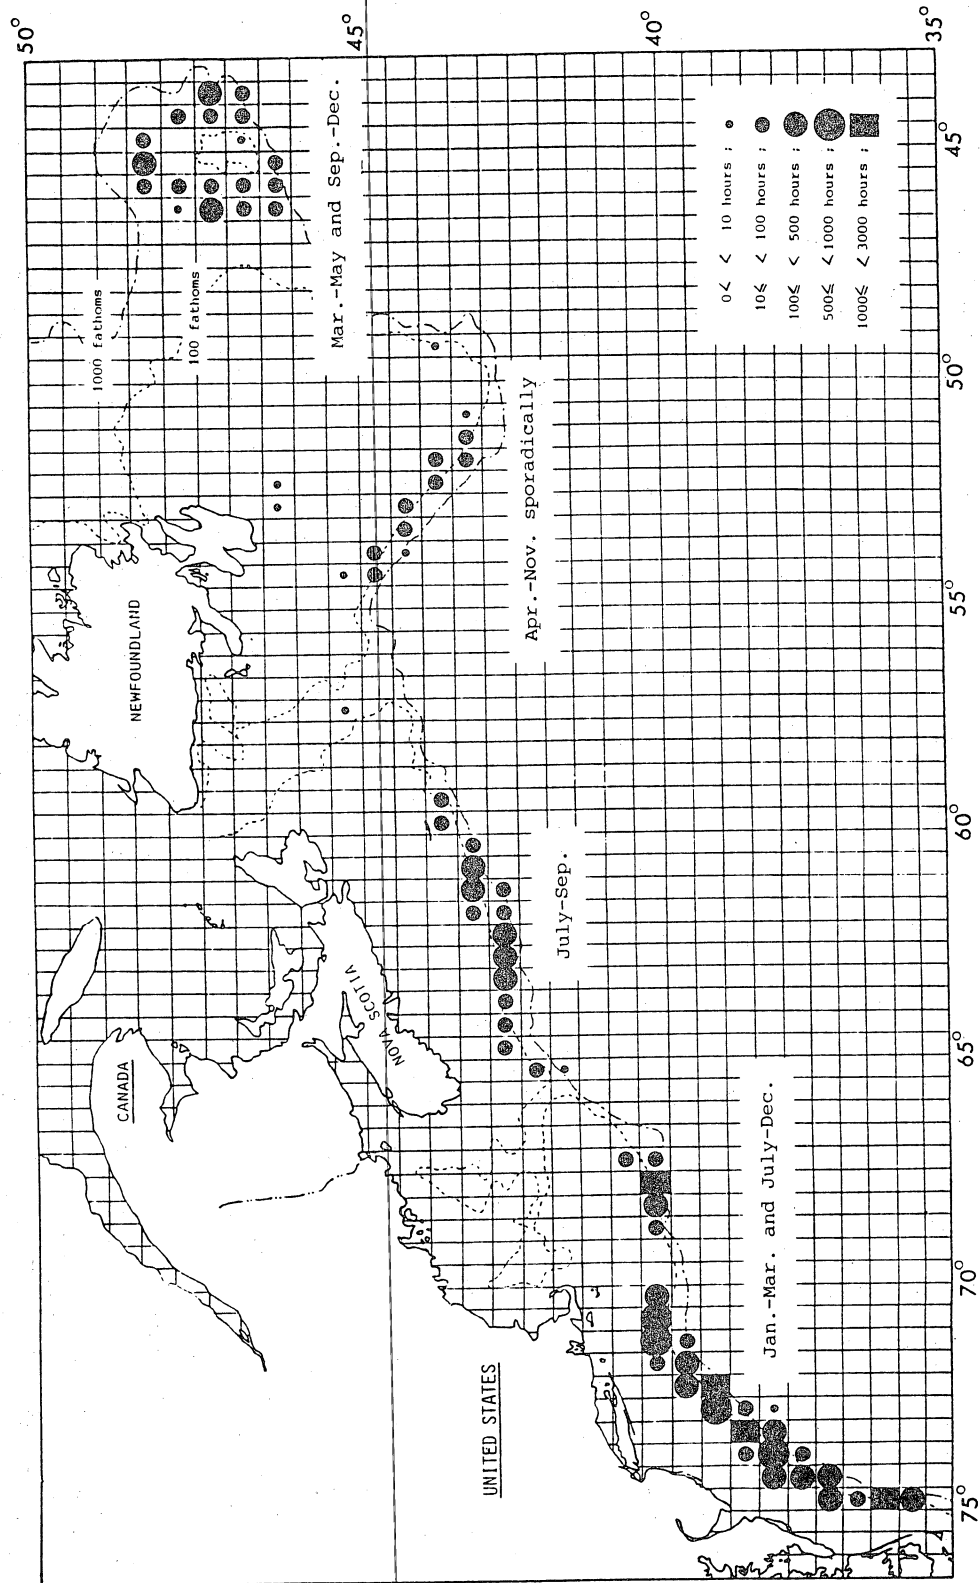 50°
45°
40°
35°
1000 fathoms
100 fathoms
Mar.-May and Sep.-Dec.
0< < 10 hours ;
10≤ < 100 hours ;
100≤ < 500 hours ;
500≤ <1000 hours ;
1000≤ <3000 hours ;
45°
50°
55°
60°
65°
70°
75°
NEWFOUNDLAND
Apr.-Nov. sporadically
July-Sep.
CANADA
NOVA SCOTIA
Jan.-Mar. and July-Dec.
UNITED STATES